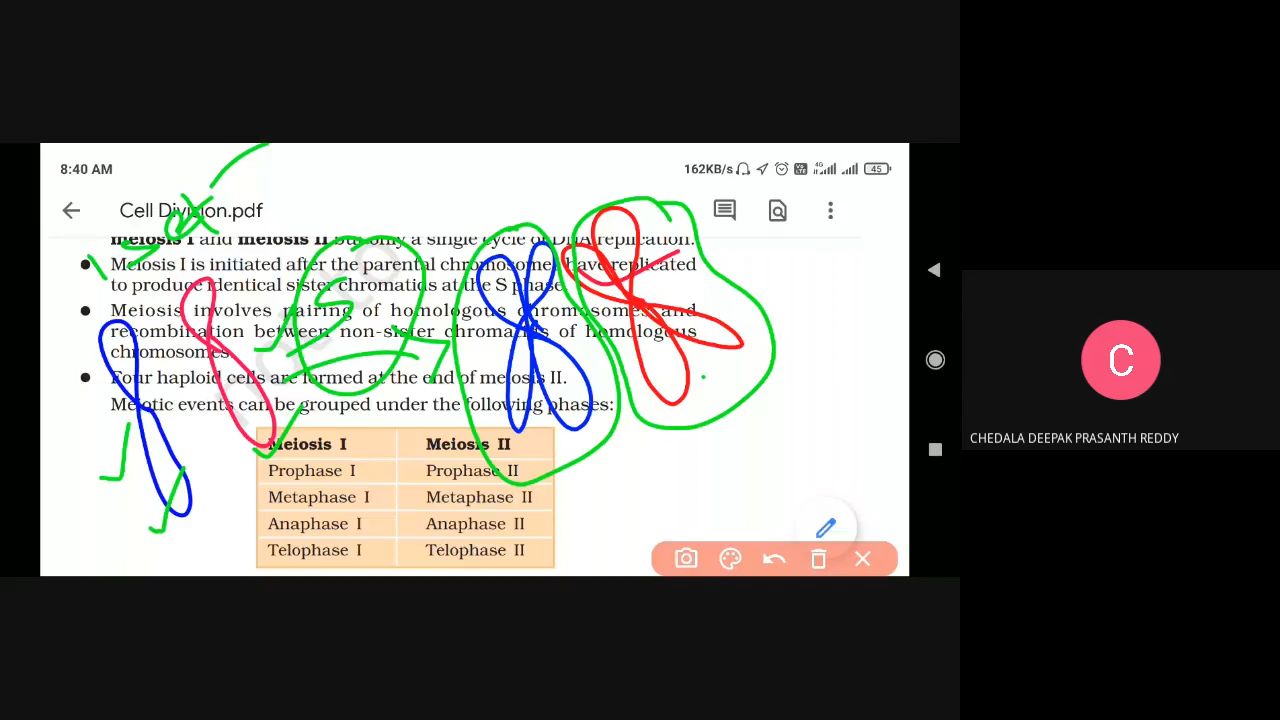 8:40 AM 162KB/s 4G 45
Cell Division.pdf
meiosis I and meiosis II but only a single cycle of DNA replication.
● Meiosis I is initiated after the parental chromosomes have replicated
to produce identical sister chromatids at the S phase.
● Meiosis involves pairing of homologous chromosomes and
recombination between non-sister chromatids of homologous
chromosomes.
● Four haploid cells are formed at the end of meiosis II.
Meiotic events can be grouped under the following phases:
Meiosis I Meiosis II
Prophase I Prophase II
Metaphase I Metaphase II
Anaphase I Anaphase II
Telophase I Telophase II
S
C
CHEDALA DEEPAK PRASANTH REDDY